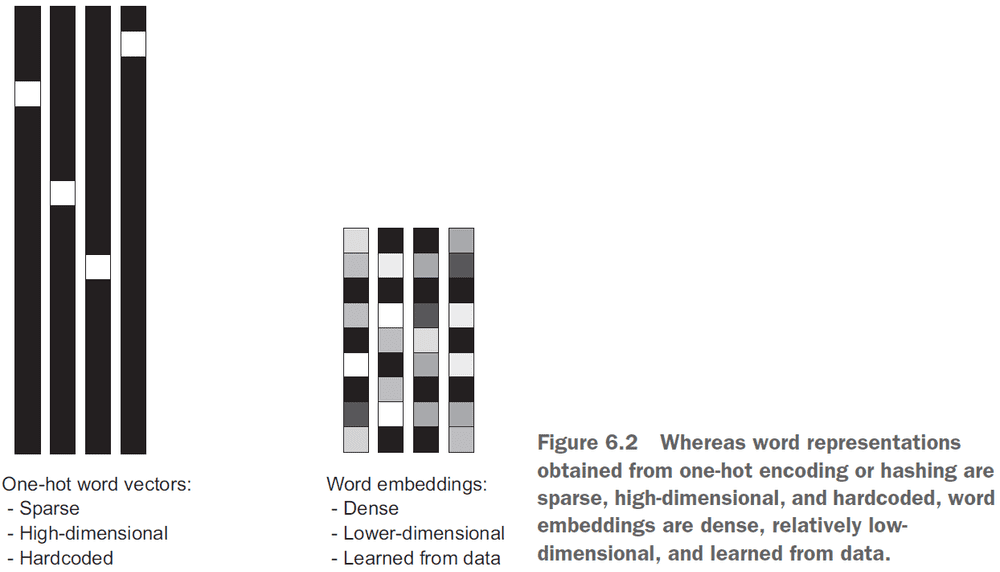 One-hot word vectors:
- Sparse
- High-dimensional
- Hardcoded
Word embeddings:
- Dense
- Lower-dimensional
- Learned from data
Figure 6.2 Whereas word representations
obtained from one-hot encoding or hashing are
sparse, high-dimensional, and hardcoded, word
embeddings are dense, relatively low-
dimensional, and learned from data.